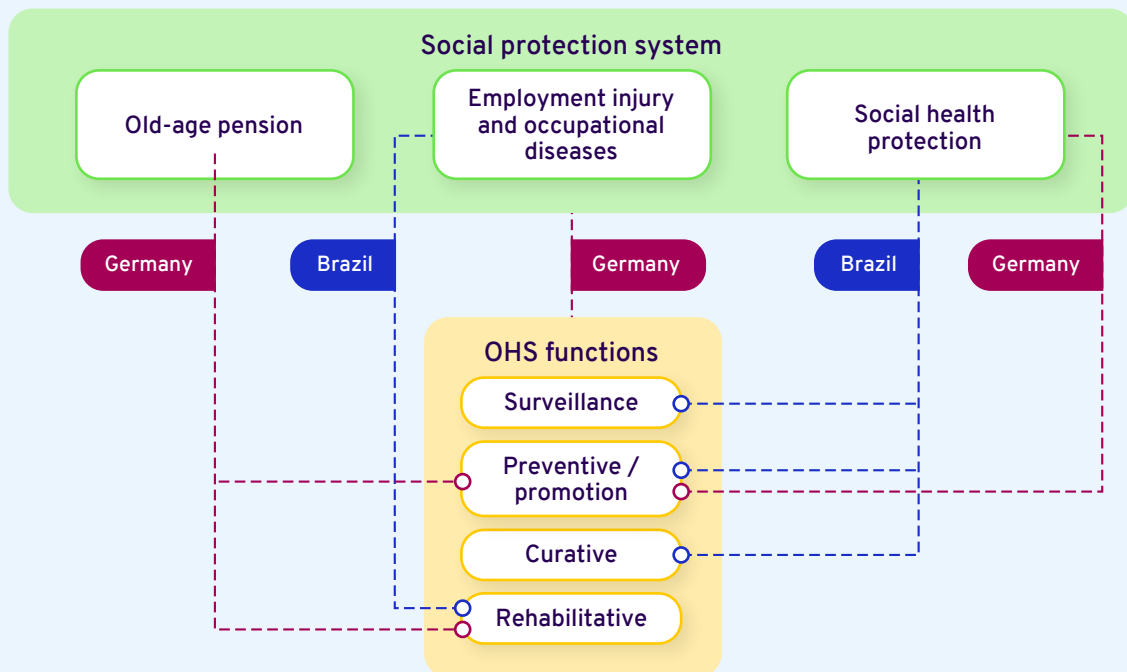 Social protection system
Old-age pension
Employment injury
and occupational
diseases
Social health
protection
Germany
Brazil
Germany
Brazil
Germany
OHS functions
Surveillance
Preventive /
promotion
Curative
Rehabilitative